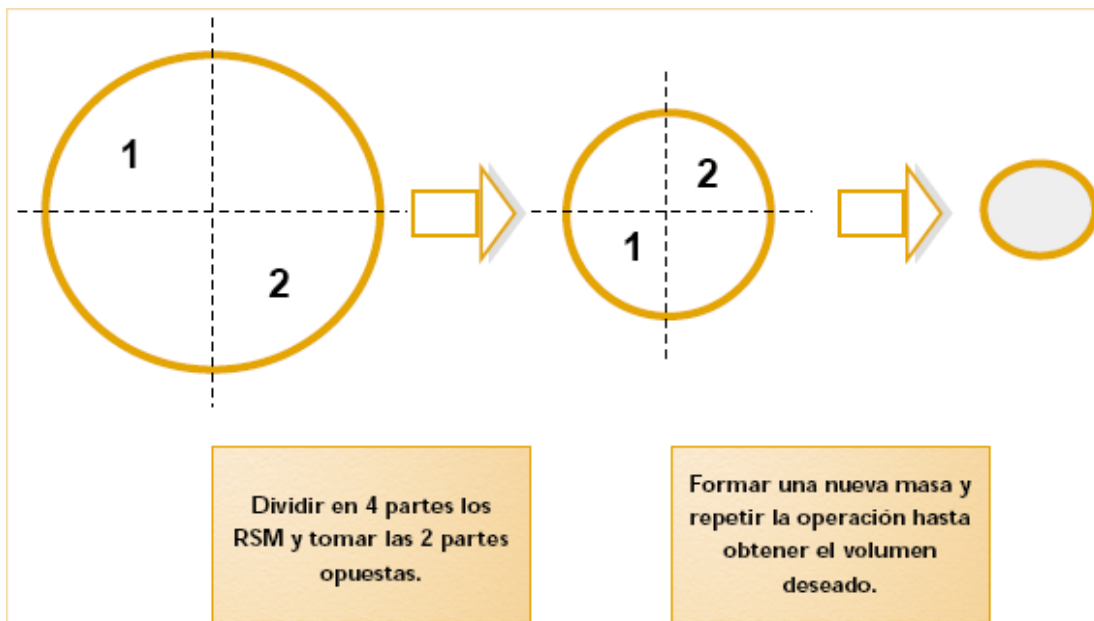 1
2
2
1
Dividir en 4 partes los
RSM y tomar las 2 partes
opuestas.
Formar una nueva masa y
repetir la operación hasta
obtener el volumen
deseado.